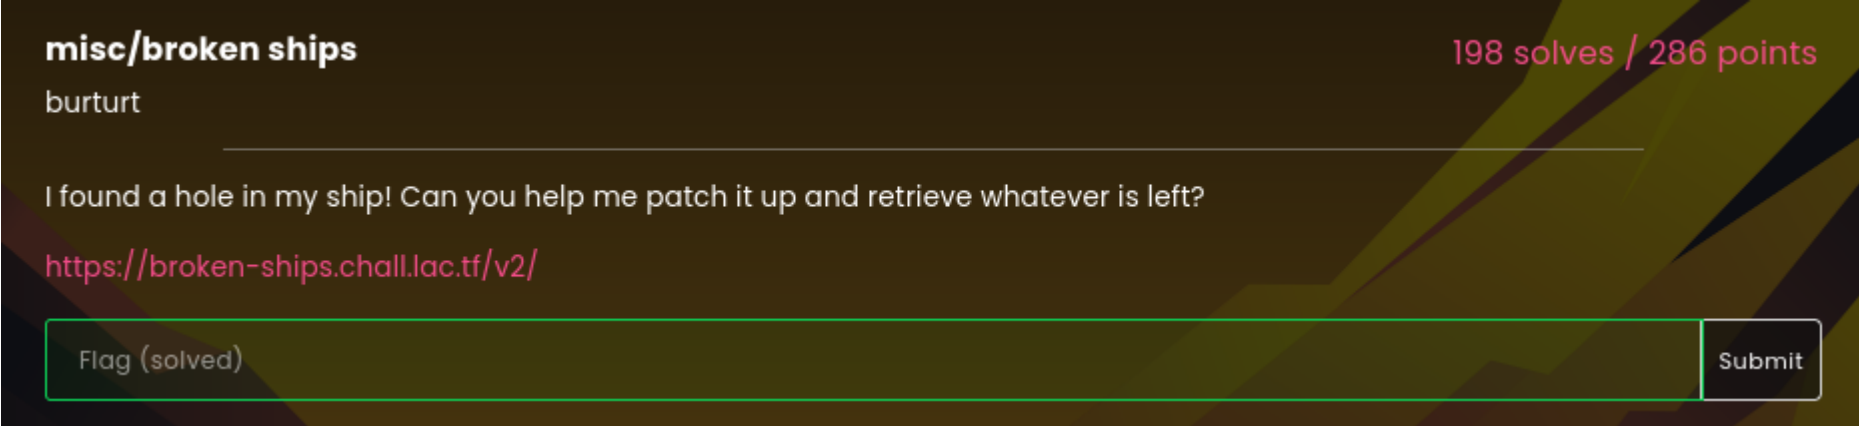 misc/broken ships
198 solves / 286 points
burturt
I found a hole in my ship! Can you help me patch it up and retrieve whatever is left?
https://broken-ships.chall.lac.tf/v2/
Flag (solved)
Submit